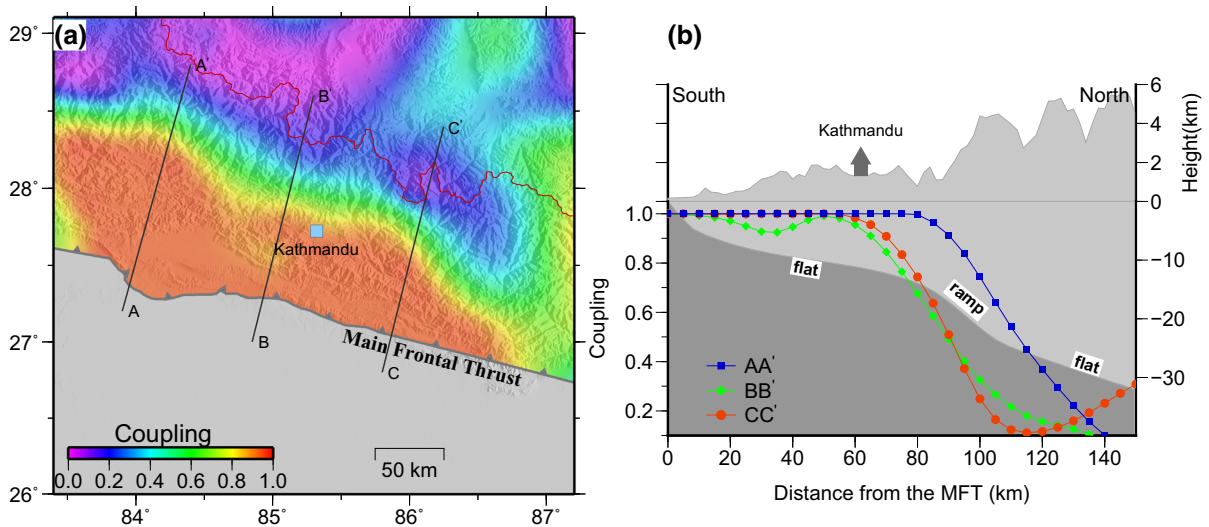 (a)
29°
28°
27°
26°
84°
85°
86°
87°
A'
B'
C'
Kathmandu
A
B
C
Main Frontal Thrust
Coupling
0.0 0.2 0.4 0.6 0.8 1.0
50 km
(b)
South
North
Kathmandu
6
4
2
0
−10
−20
−30
Height(km)
1.0
0.8
0.6
0.4
0.2
Coupling
flat
ramp
flat
AA'
BB'
CC'
0 20 40 60 80 100 120 140
Distance from the MFT (km)